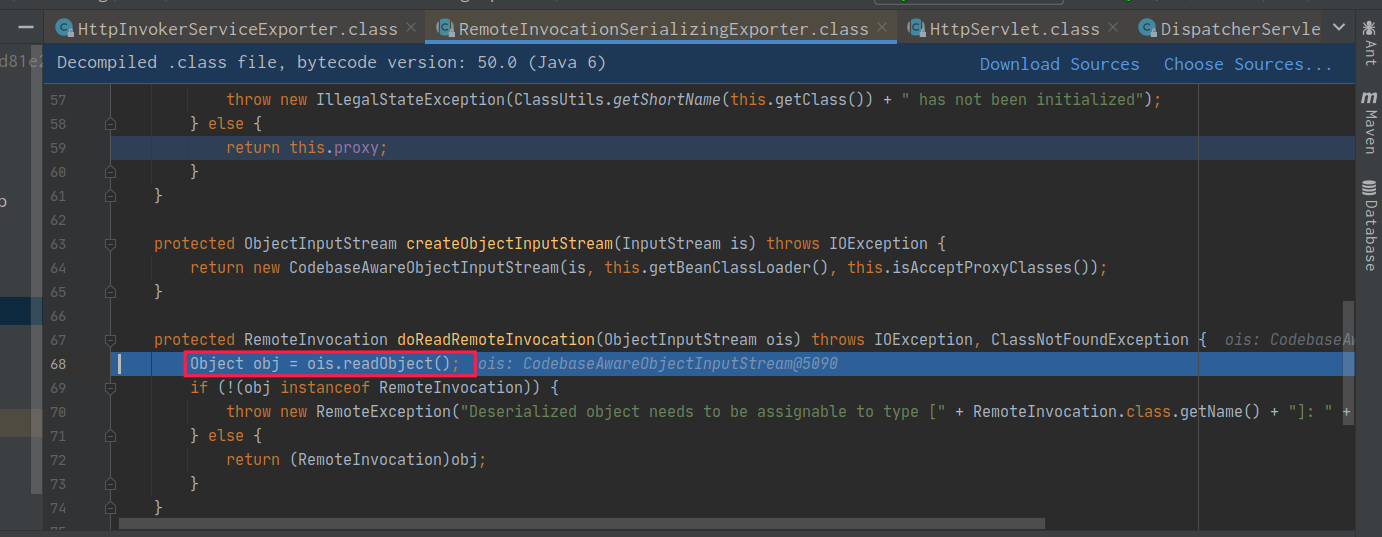 HttpInvokerServiceExporter.class RemoteInvocationSerializingExporter.class HttpServlet.class DispatcherServle
Decompiled .class file, bytecode version: 50.0 (Java 6) Download Sources Choose Sources...
57 throw new IllegalStateException(ClassUtils.getShortName(this.getClass()) + " has not been initialized");
58 } else {
59 return this.proxy;
60 }
61 }
62
63 protected ObjectInputStream createObjectInputStream(InputStream is) throws IOException {
64 return new CodebaseAwareObjectInputStream(is, this.getBeanClassLoader(), this.isAcceptProxyClasses());
65 }
66
67 protected RemoteInvocation doReadRemoteInvocation(ObjectInputStream ois) throws IOException, ClassNotFoundException { ois: CodebaseAw
68 Object obj = ois.readObject(); ois: CodebaseAwareObjectInputStream@5090
69 if (!(obj instanceof RemoteInvocation)) {
70 throw new RemoteException("Deserialized object needs to be assignable to type [" + RemoteInvocation.class.getName() + "]: " +
71 } else {
72 return (RemoteInvocation)obj;
73 }
74 }
d81e2
p
Ant
m Maven
Database